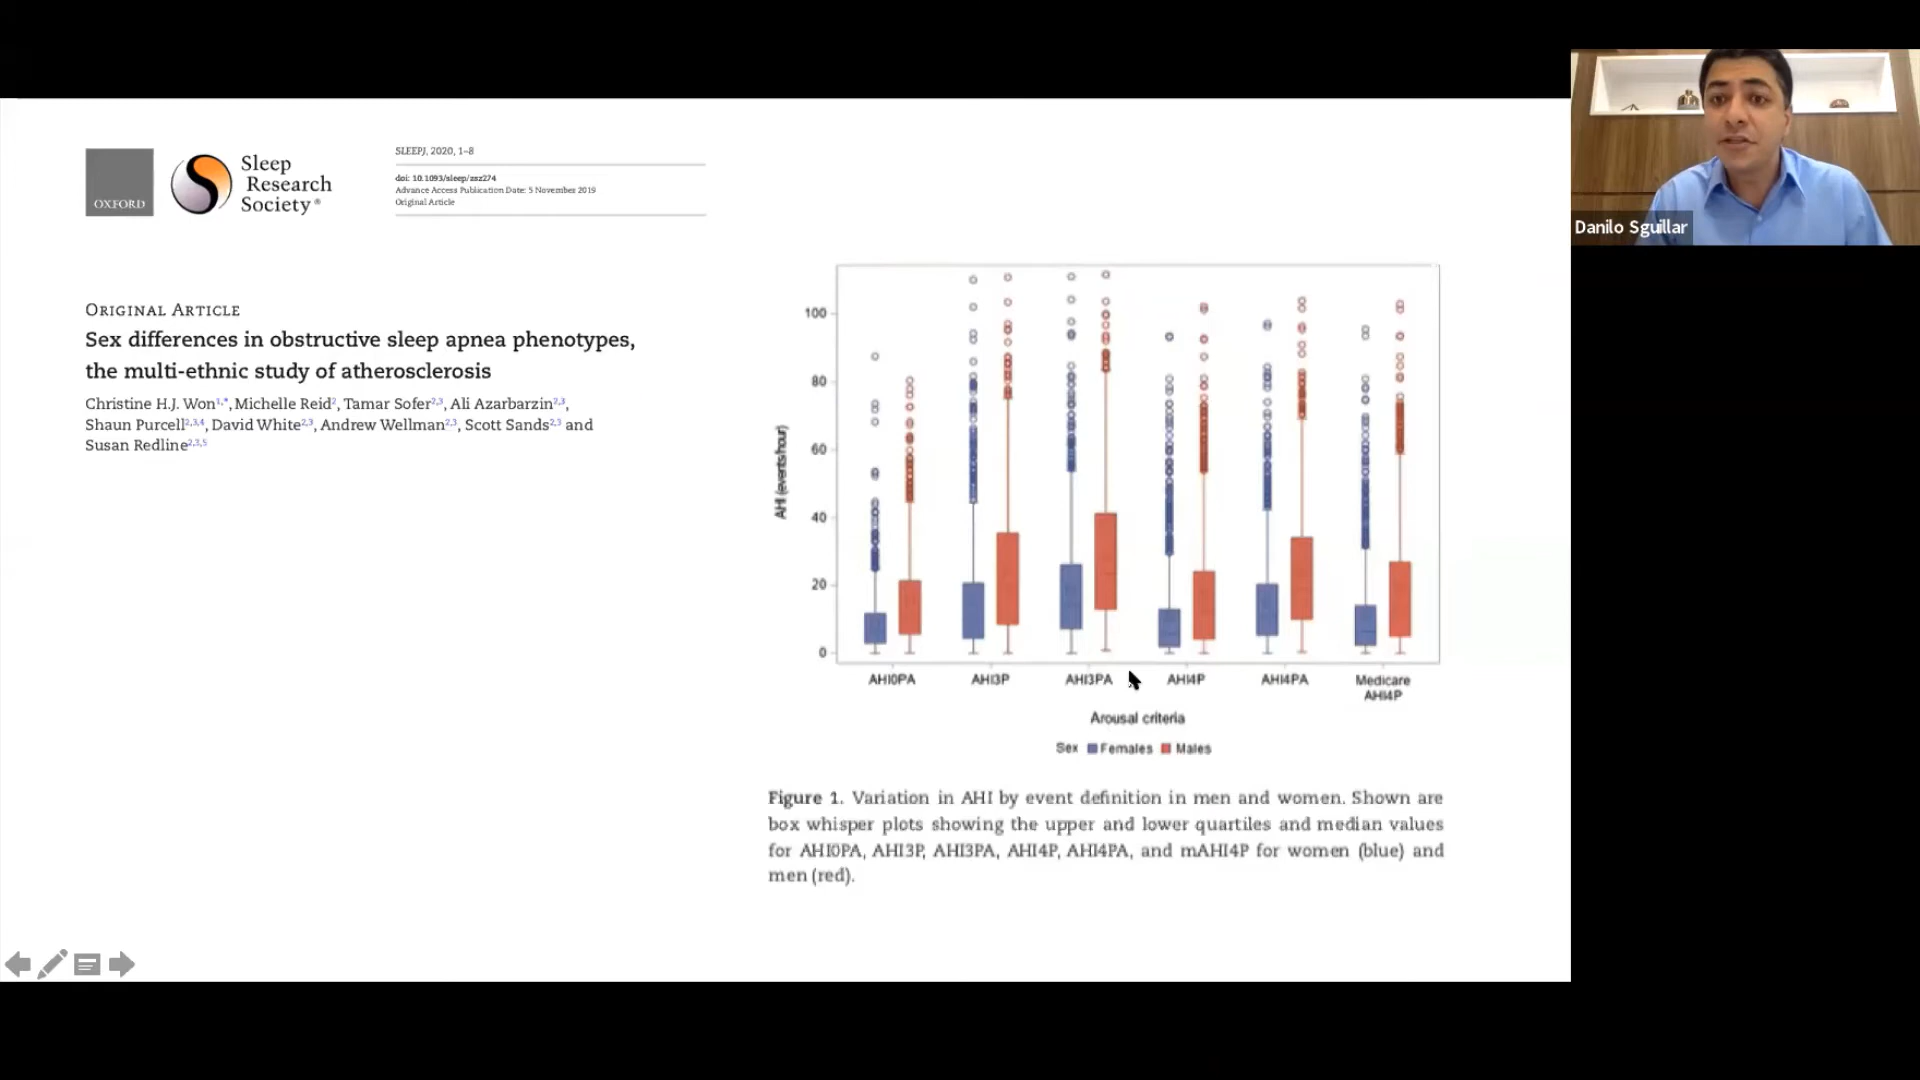 OXFORD
Sleep
Research
Society®
SLEEPJ, 2020, 1–8
doi: 10.1093/sleep/zsz274
Advance Access Publication Date: 5 November 2019
Original Article
ORIGINAL ARTICLE
Sex differences in obstructive sleep apnea phenotypes,
the multi-ethnic study of atherosclerosis
Christine H.J. Won1,*, Michelle Reid2, Tamar Sofer2,3, Ali Azarbarzin2,3,
Shaun Purcell2,3,4, David White2,3, Andrew Wellman2,3, Scott Sands2,3 and
Susan Redline2,3,5
AHI (events/hour)
100
80
60
40
20
0
AHI0PA AHI3P AHI3PA AHI4P AHI4PA Medicare
AHI4P
Arousal criteria
Sex Females Males
Figure 1. Variation in AHI by event definition in men and women. Shown are
box whisper plots showing the upper and lower quartiles and median values
for AHI0PA, AHI3P, AHI3PA, AHI4P, AHI4PA, and mAHI4P for women (blue) and
men (red).
Danilo Sguillar